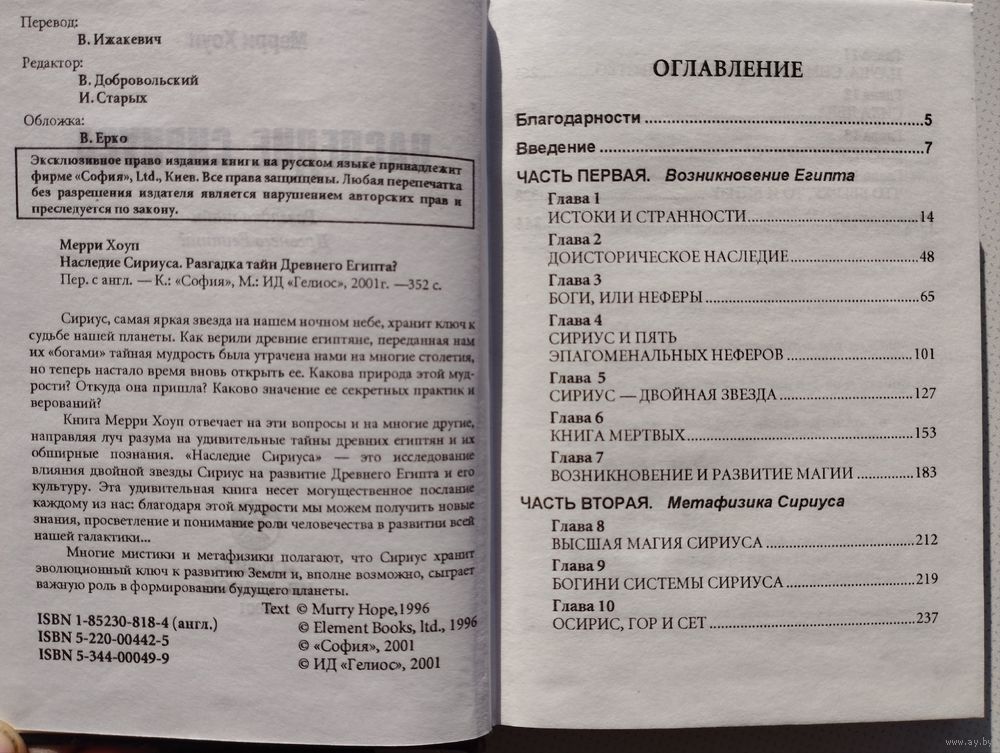 Перевод:
В. Ижакевич
Редактор:
В. Добровольский
И. Старых
Обложка:
В. Ерко
Эксклюзивное право издания книги на русском языке принадлежит
фирме «София», Ltd., Киев. Все права защищены. Любая перепечатка
без разрешения издателя является нарушением авторских прав и
преследуется по закону.
Мерри Хоуп
Наследие Сириуса. Разгадка тайн Древнего Египта?
Пер. с англ. — К.: «София», М.: ИД «Гелиос», 2001г. —352 с.
Сириус, самая яркая звезда на нашем ночном небе, хранит ключ к
судьбе нашей планеты. Как верили древние египтяне, переданная нам
их «богами» тайная мудрость была утрачена нами на многие столетия,
но теперь настало время вновь открыть ее. Какова природа этой муд-
рости? Откуда она пришла? Каково значение ее секретных практик и
верований?
Книга Мерри Хоуп отвечает на эти вопросы и на многие другие,
направляя луч разума на удивительные тайны древних египтян и их
обширные познания. «Наследие Сириуса» — это исследование
влияния двойной звезды Сириус на развитие Древнего Египта и его
культуру. Эта удивительная книга несет могущественное послание
каждому из нас: благодаря этой мудрости мы можем получить новые
знания, просветление и понимание роли человечества в развитии всей
нашей галактики...
Многие мистики и метафизики полагают, что Сириус хранит
эволюционный ключ к развитию Земли и, вполне возможно, сыграет
важную роль в формировании будущего планеты.
Text © Murry Hope,1996
ISBN 1-85230-818-4 (англ.) © Element Books, ltd., 1996
ISBN 5-220-00442-5 © «София», 2001
ISBN 5-344-00049-9 © ИД «Гелиос», 2001
ОГЛАВЛЕНИЕ
Благодарности ........ 5
Введение ........ 7
ЧАСТЬ ПЕРВАЯ. Возникновение Египта
Глава 1
ИСТОКИ И СТРАННОСТИ ........ 14
Глава 2
ДОИСТОРИЧЕСКОЕ НАСЛЕДИЕ ........ 48
Глава 3
БОГИ, ИЛИ НЕФЕРЫ ........ 65
Глава 4
СИРИУС И ПЯТЬ
ЭПАГОМЕНАЛЬНЫХ НЕФЕРОВ ........ 101
Глава 5
СИРИУС — ДВОЙНАЯ ЗВЕЗДА ........ 127
Глава 6
КНИГА МЕРТВЫХ ........ 153
Глава 7
ВОЗНИКНОВЕНИЕ И РАЗВИТИЕ МАГИИ ........ 183
ЧАСТЬ ВТОРАЯ. Метафизика Сириуса
Глава 8
ВЫСШАЯ МАГИЯ СИРИУСА ........ 212
Глава 9
БОГИНИ СИСТЕМЫ СИРИУСА ........ 219
Глава 10
ОСИРИС, ГОР И СЕТ ........ 237
www.ay.by